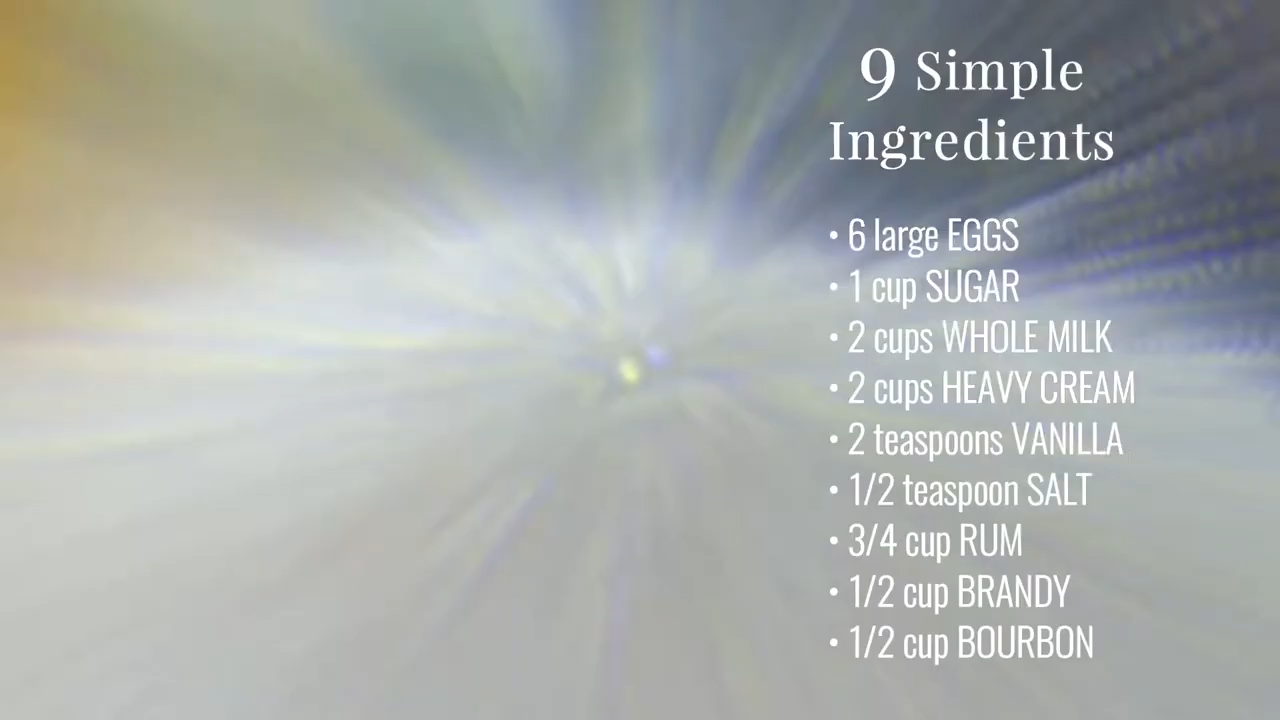 9 Simple
Ingredients
• 6 large EGGS
• 1 cup SUGAR
• 2 cups WHOLE MILK
• 2 cups HEAVY CREAM
• 2 teaspoons VANILLA
• 1/2 teaspoon SALT
• 3/4 cup RUM
• 1/2 cup BRANDY
• 1/2 cup BOURBON